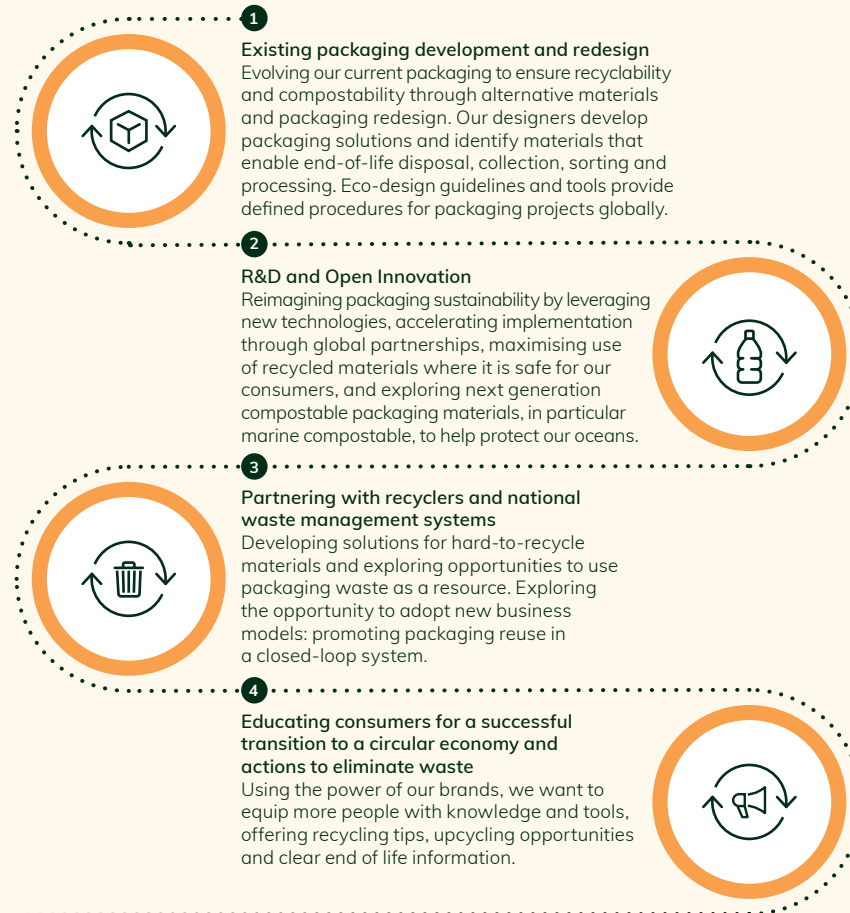 1
Existing packaging development and redesign
Evolving our current packaging to ensure recyclability
and compostability through alternative materials
and packaging redesign. Our designers develop
packaging solutions and identify materials that
enable end-of-life disposal, collection, sorting and
processing. Eco-design guidelines and tools provide
defined procedures for packaging projects globally.
2
R&D and Open Innovation
Reimagining packaging sustainability by leveraging
new technologies, accelerating implementation
through global partnerships, maximising use
of recycled materials where it is safe for our
consumers, and exploring next generation
compostable packaging materials, in particular
marine compostable, to help protect our oceans.
3
Partnering with recyclers and national
waste management systems
Developing solutions for hard-to-recycle
materials and exploring opportunities to use
packaging waste as a resource. Exploring
the opportunity to adopt new business
models: promoting packaging reuse in
a closed-loop system.
4
Educating consumers for a successful
transition to a circular economy and
actions to eliminate waste
Using the power of our brands, we want to
equip more people with knowledge and tools,
offering recycling tips, upcycling opportunities
and clear end of life information.